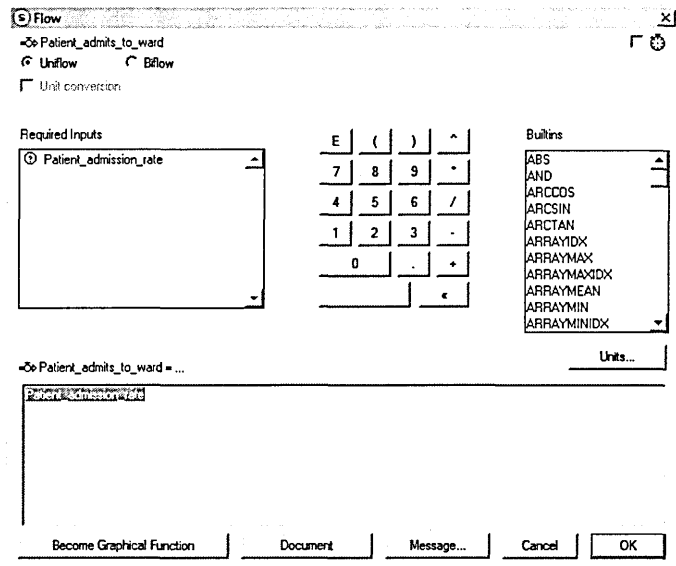 S Flow
Patient_admits_to_ward
Uniflow Biflow
Unit conversion
Required Inputs
Patient_admission_rate
E ( ) ^
7 8 9 *
4 5 6 /
1 2 3 -
0 . +
«
Builtins
ABS
AND
ARCCOS
ARCSIN
ARCTAN
ARRAYIDX
ARRAYMAX
ARRAYMAXIDX
ARRAYMEAN
ARRAYMIN
ARRAYMINIDX
Units...
Patient_admits_to_ward = ...
Patient_admission_rate
Become Graphical Function Document Message... Cancel OK